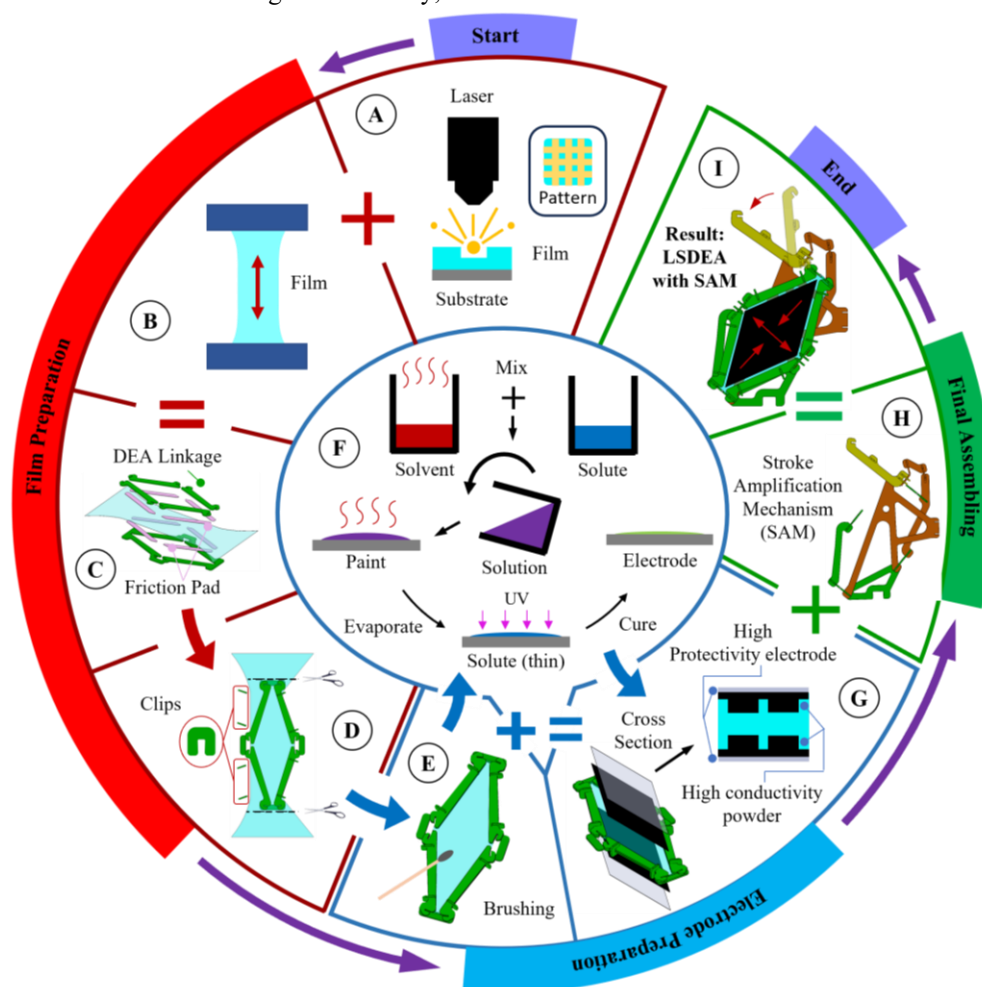 Start
A
Laser
Pattern
Film
Substrate
B
Film
Film Preparation
DEA Linkage
C
Friction Pad
Clips
D
E
Brushing
F
Mix
Solvent
Solute
Paint
Solution
Electrode
UV
Evaporate
Cure
Solute (thin)
High
Protectivity electrode
G
Cross
Section
High conductivity
powder
Electrode Preparation
H
Stroke
Amplification
Mechanism
(SAM)
Final Assembling
I
Result:
LSDEA
with SAM
End